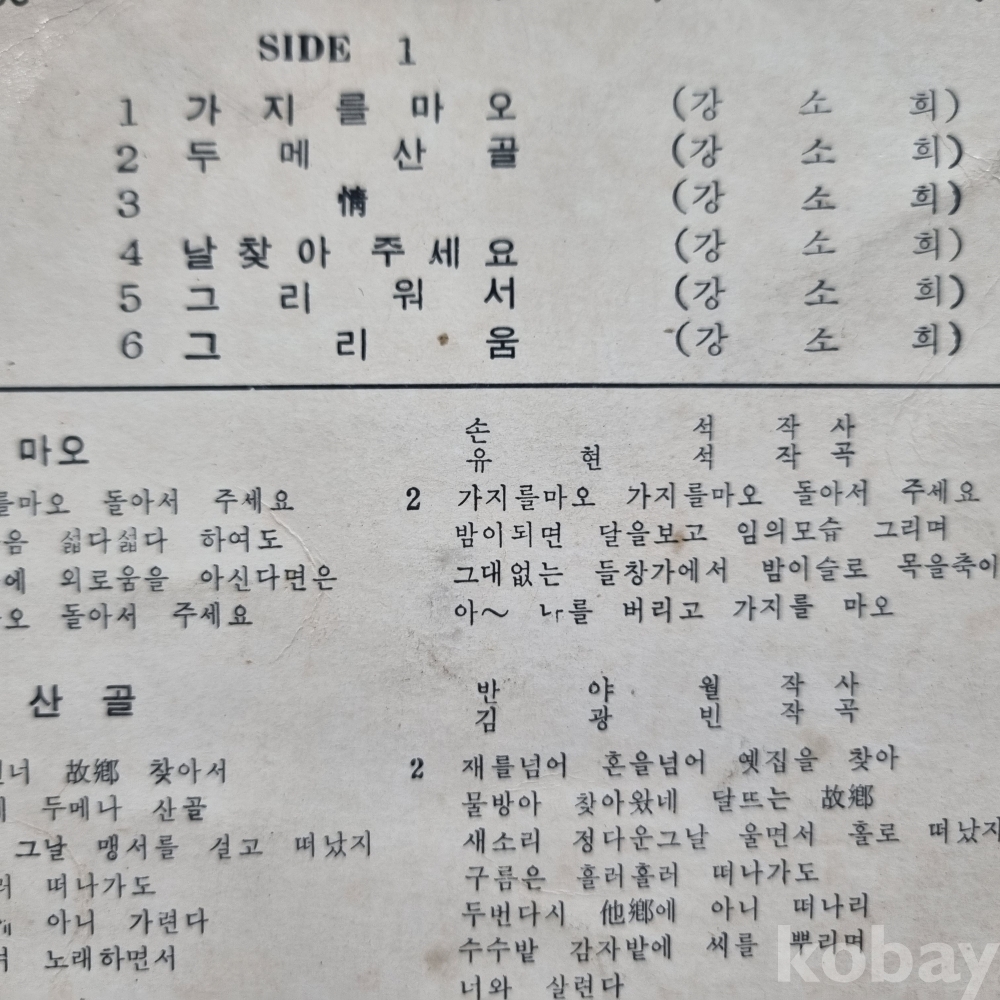 SIDE 1
1 가지를마오 (강소희)
2 두메산골 (강소희)
3 情 (강소희)
4 날찾아 주세요 (강소희)
5 그리워서 (강소희)
6 그리움 (강소희)
마오
손석 작사
유현석 작곡
를마오 돌아서 주세요
음 섧다섧다 하여도
에 외로움을 아신다면은
오 돌아서 주세요
2 가지를마오 가지를마오 돌아서 주세요
밤이되면 달을보고 임의모습 그리며
그대없는 들창가에서 밤이슬로 목을축이
아~ 나를 버리고 가지를 마오
산골
반야월 작사
김광빈 작곡
너 故鄕 찾아서
두메나 산골
그날 맹서를 걸고 떠났지
러 떠나가도
아니 가련다
노래하면서
2 재를넘어 혼을넘어 옛집을 찾아
물방아 찾아왔네 달뜨는 故鄕
새소리 정다운그날 울면서 홀로 떠났지
구름은 흘러흘러 떠나가도
두번다시 他鄕에 아니 떠나리
수수밭 감자밭에 씨를 뿌리며
너와 살련다
kobay